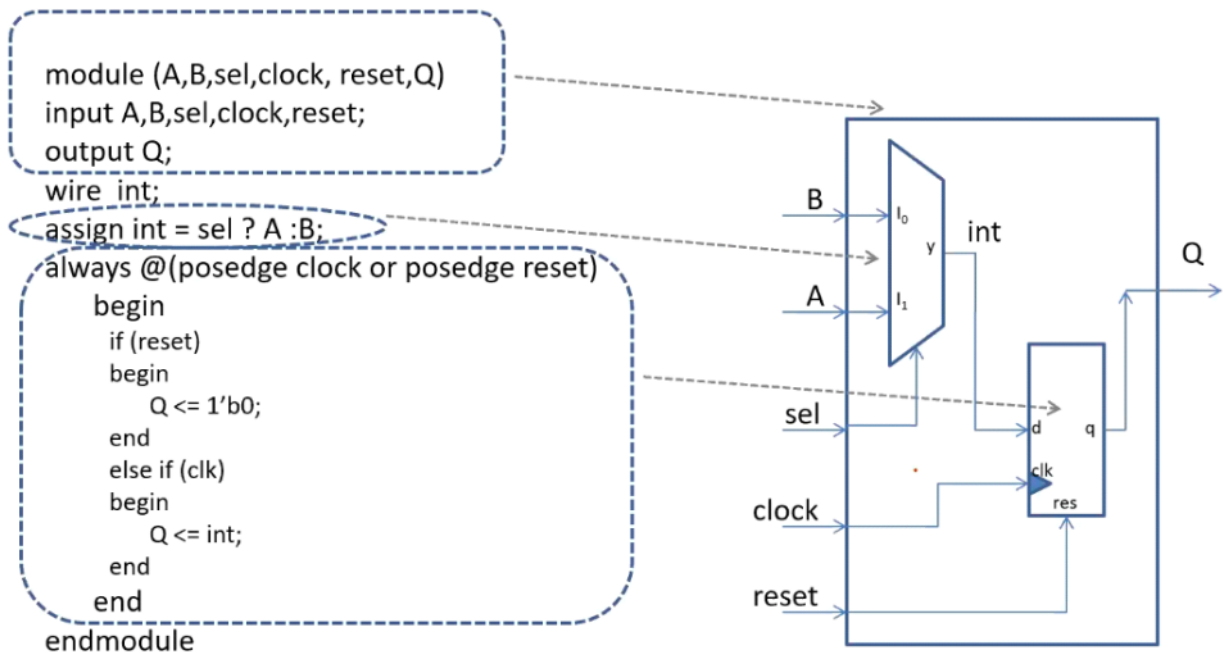 module (A,B,sel,clock, reset,Q)
input A,B,sel,clock,reset;
output Q;
wire int;
assign int = sel ? A :B;
always @(posedge clock or posedge reset)
begin
if (reset)
begin
Q <= 1’b0;
end
else if (clk)
begin
Q <= int;
end
end
endmodule
B
I₀
y
int
Q
A
I₁
sel
d
q
clk
res
clock
reset